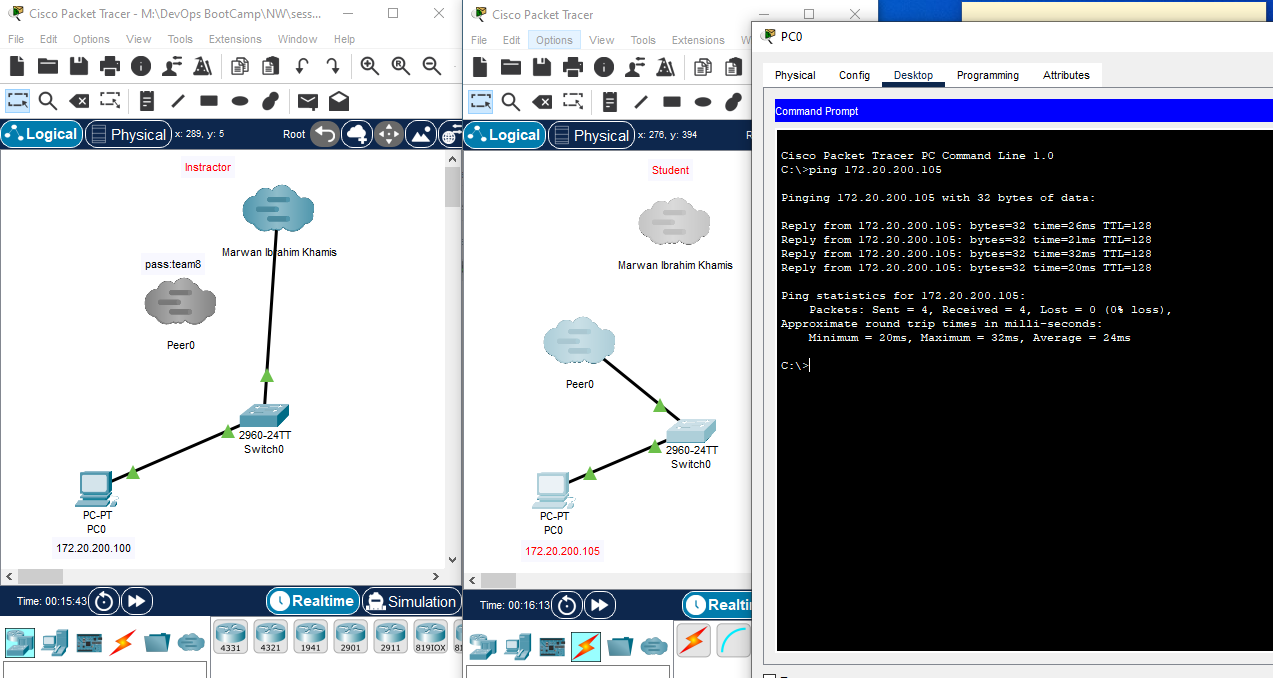 Cisco Packet Tracer - M:\DevOps BootCamp\NW\sess...
File Edit Options View Tools Extensions Window Help
Logical Physical x: 289, y: 5 Root
Instructor
Marwan Ibrahim Khamis
pass:team8
Peer0
2960-24TT
Switch0
PC-PT
PC0
172.20.200.100
Time: 00:15:43 Realtime Simulation
4331 4321 1941 2901 2911 819IOX
Cisco Packet Tracer
File Edit Options View Tools Extensions W
Logical Physical x: 276, y: 394
Student
Marwan Ibrahim Khamis
Peer0
2960-24TT
Switch0
PC-PT
PC0
172.20.200.105
Time: 00:16:13 Realti
PC0
Physical Config Desktop Programming Attributes
Command Prompt
Cisco Packet Tracer PC Command Line 1.0
C:\>ping 172.20.200.105
Pinging 172.20.200.105 with 32 bytes of data:
Reply from 172.20.200.105: bytes=32 time=26ms TTL=128
Reply from 172.20.200.105: bytes=32 time=21ms TTL=128
Reply from 172.20.200.105: bytes=32 time=32ms TTL=128
Reply from 172.20.200.105: bytes=32 time=20ms TTL=128
Ping statistics for 172.20.200.105:
Packets: Sent = 4, Received = 4, Lost = 0 (0% loss),
Approximate round trip times in milli-seconds:
Minimum = 20ms, Maximum = 32ms, Average = 24ms
C:\>